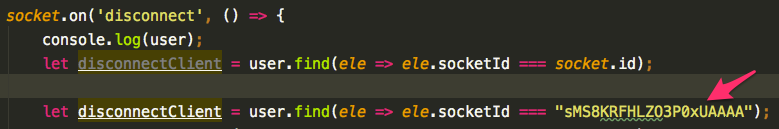 socket.on('disconnect', () => {
console.log(user);
let disconnectClient = user.find(ele => ele.socketId === socket.id);
let disconnectClient = user.find(ele => ele.socketId === "sMS8KRFHLZO3P0xUAAAA");